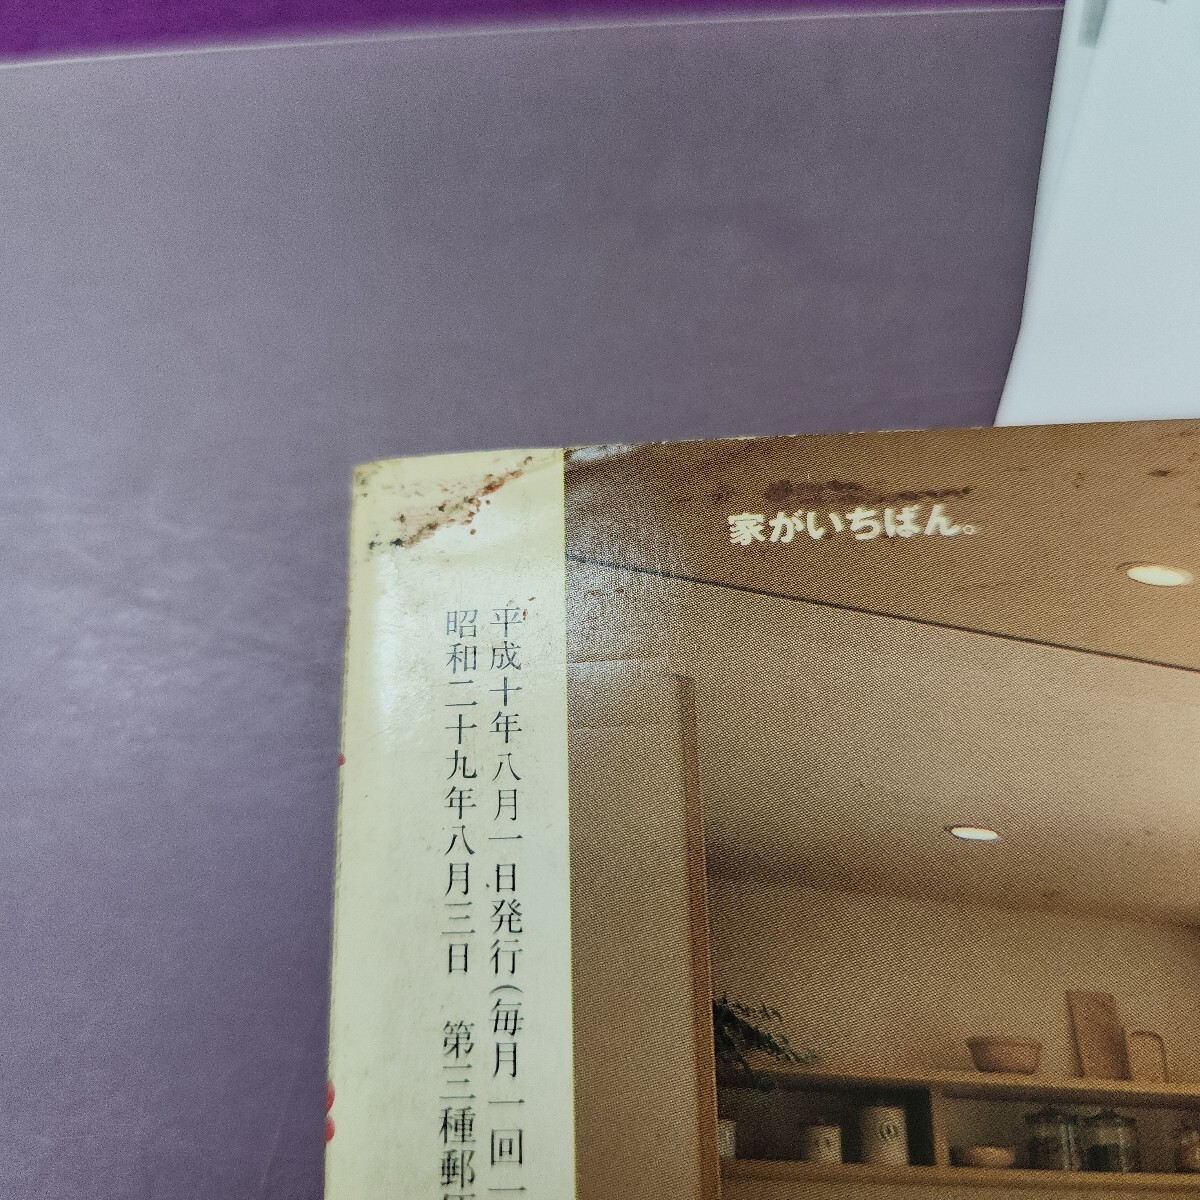 家がいちばん。
平成十年八月一日発行(毎月一回一
昭和二十九年八月三日 第三種郵